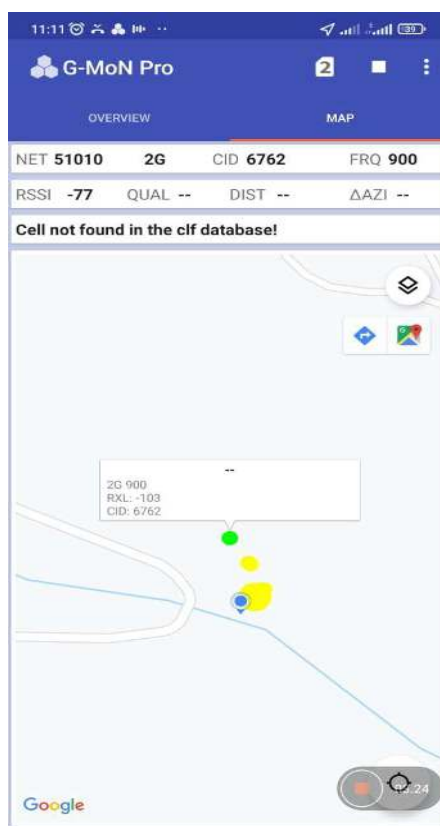 11:11
39
G-MoN Pro
2
OVERVIEW MAP
NET 51010 2G CID 6762 FRQ 900
RSSI -77 QUAL -- DIST -- ΔAZI --
Cell not found in the clf database!
--
2G 900
RXL: -103
CID: 6762
Google